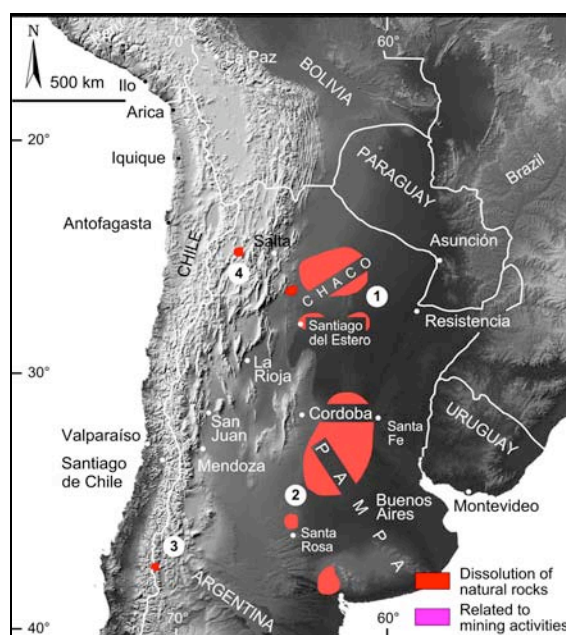 70°
60°
N
500 km
La Paz
BOLIVIA
Ilo
Arica
20°
Iquique
PARAGUAY
Brazil
Antofagasta
CHILE
Salta
Asunción
4
CHACO
1
Resistencia
Santiago
del Estero
La
Rioja
30°
Cordoba
Santa
Fe
URUGUAY
San
Juan
Valparaíso
Santiago
de Chile
Mendoza
PAMPA
2
Buenos
Aires
Montevideo
Santa
Rosa
3
ARGENTINA
Dissolution of
natural rocks
Related to
mining activities
40°
70°
60°